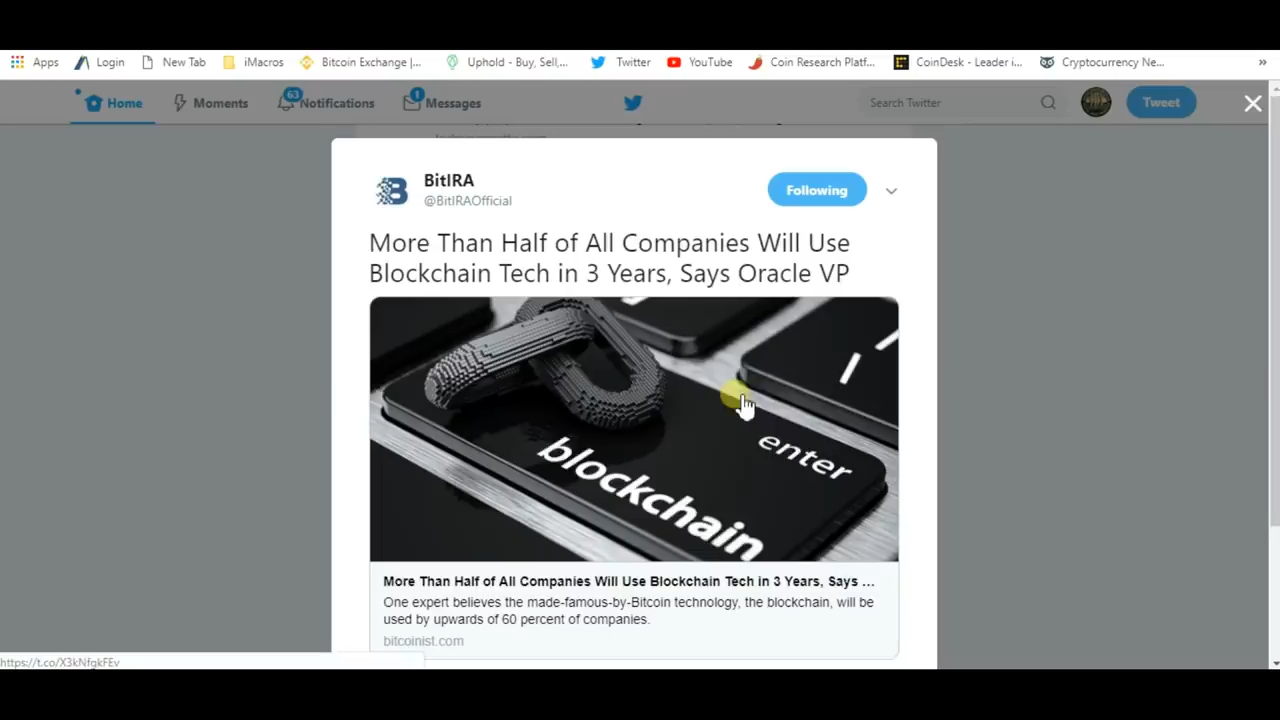 Apps Login New Tab iMacros Bitcoin Exchange |... Uphold - Buy, Sell,... Twitter YouTube Coin Research Platf... CoinDesk - Leader i... Cryptocurrency Ne... »
Home Moments 63 Notifications 1 Messages Search Twitter Tweet
BitIRA
@BitIRAOfficial
Following
More Than Half of All Companies Will Use
Blockchain Tech in 3 Years, Says Oracle VP
enter
blockchain
More Than Half of All Companies Will Use Blockchain Tech in 3 Years, Says ...
One expert believes the made-famous-by-Bitcoin technology, the blockchain, will be
used by upwards of 60 percent of companies.
bitcoinist.com
https://t.co/X3kNfgkFEv